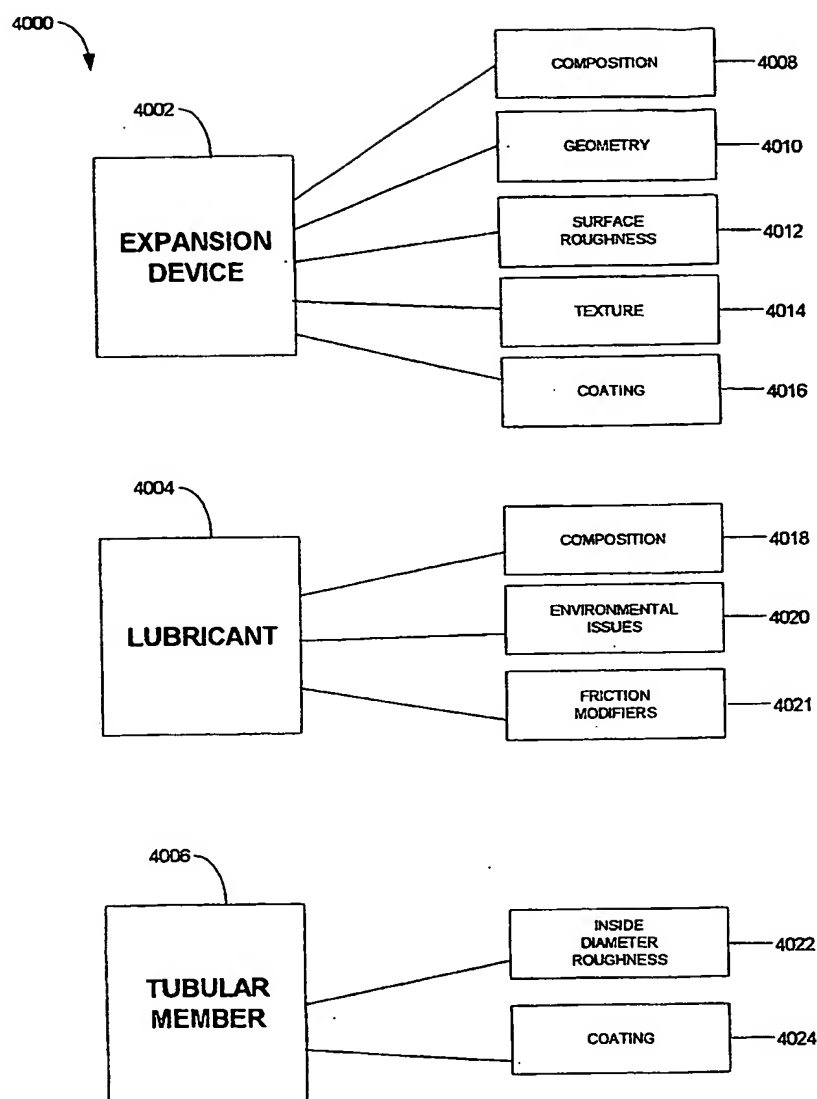 4000
COMPOSITION
4008
4002
GEOMETRY
4010
EXPANSION
DEVICE
SURFACE
ROUGHNESS
4012
TEXTURE
4014
COATING
4016
4004
COMPOSITION
4018
LUBRICANT
ENVIRONMENTAL
ISSUES
4020
FRICTION
MODIFIERS
4021
4006
INSIDE
DIAMETER
ROUGHNESS
4022
TUBULAR
MEMBER
COATING
4024